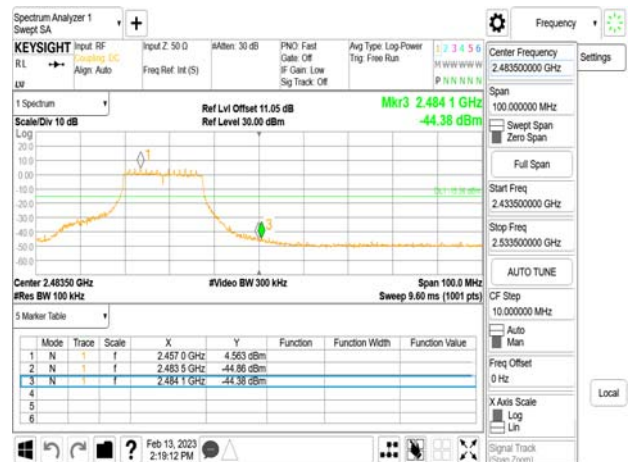 Spectrum Analyzer 1
Swept SA
Frequency
KEYSIGHT
Input: RF
Input Z: 50 Ω
#Atten: 30 dB
PNO: Fast
Avg Type: Log-Power
1 2 3 4 5 6
RL
Coupling: DC
Gate: Off
Trig: Free Run
M W W W W W
Align: Auto
Freq Ref: Int (S)
IF Gain: Low
Sig Track: Off
P N N N N N
Center Frequency
2.483500000 GHz
Settings
Span
100.000000 MHz
Swept Span
Zero Span
Full Span
Start Freq
2.433500000 GHz
Stop Freq
2.533500000 GHz
AUTO TUNE
CF Step
10.000000 MHz
Auto
Man
Freq Offset
0 Hz
X Axis Scale
Log
Lin
Signal Track
(Span Zoom)
Local
1 Spectrum
Ref Lvl Offset 11.05 dB
Mkr3 2.484 1 GHz
Scale/Div 10 dB
Ref Level 30.00 dBm
-44.38 dBm
Log
20.0
10.0
0.00
-10.0
-20.0
-30.0
-40.0
-50.0
-60.0
1
3
Center 2.48350 GHz
#Video BW 300 kHz
Span 100.0 MHz
#Res BW 100 kHz
Sweep 9.60 ms (1001 pts)
5 Marker Table
Mode Trace Scale X Y Function Function Width Function Value
1 N 1 f 2.457 0 GHz 4.563 dBm
2 N 1 f 2.483 5 GHz -44.86 dBm
3 N 1 f 2.484 1 GHz -44.38 dBm
4
5
6
?
Feb 13, 2023
2:19:12 PM